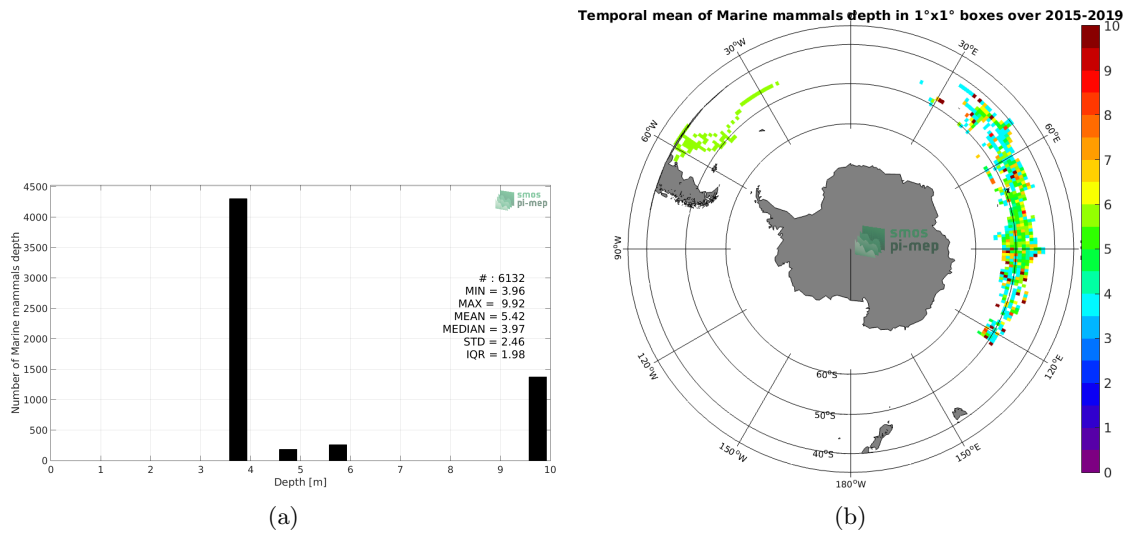 4500
4000
3500
3000
2500
2000
1500
1000
500
0
Number of Marine mammals depth
smos
pi-mep
# : 6132
MIN = 3.96
MAX = 9.92
MEAN = 5.42
MEDIAN = 3.97
STD = 2.46
IQR = 1.98
0 1 2 3 4 5 6 7 8 9 10
Depth [m]
(a)
Temporal mean of Marine mammals depth in 1°x1° boxes over 2015-2019
30°W
30°E
60°W
60°E
90°W
120°W
120°E
150°W
150°E
180°W
60°S
50°S
40°S
smos
pi-mep
10
9
8
7
6
5
4
3
2
1
0
(b)